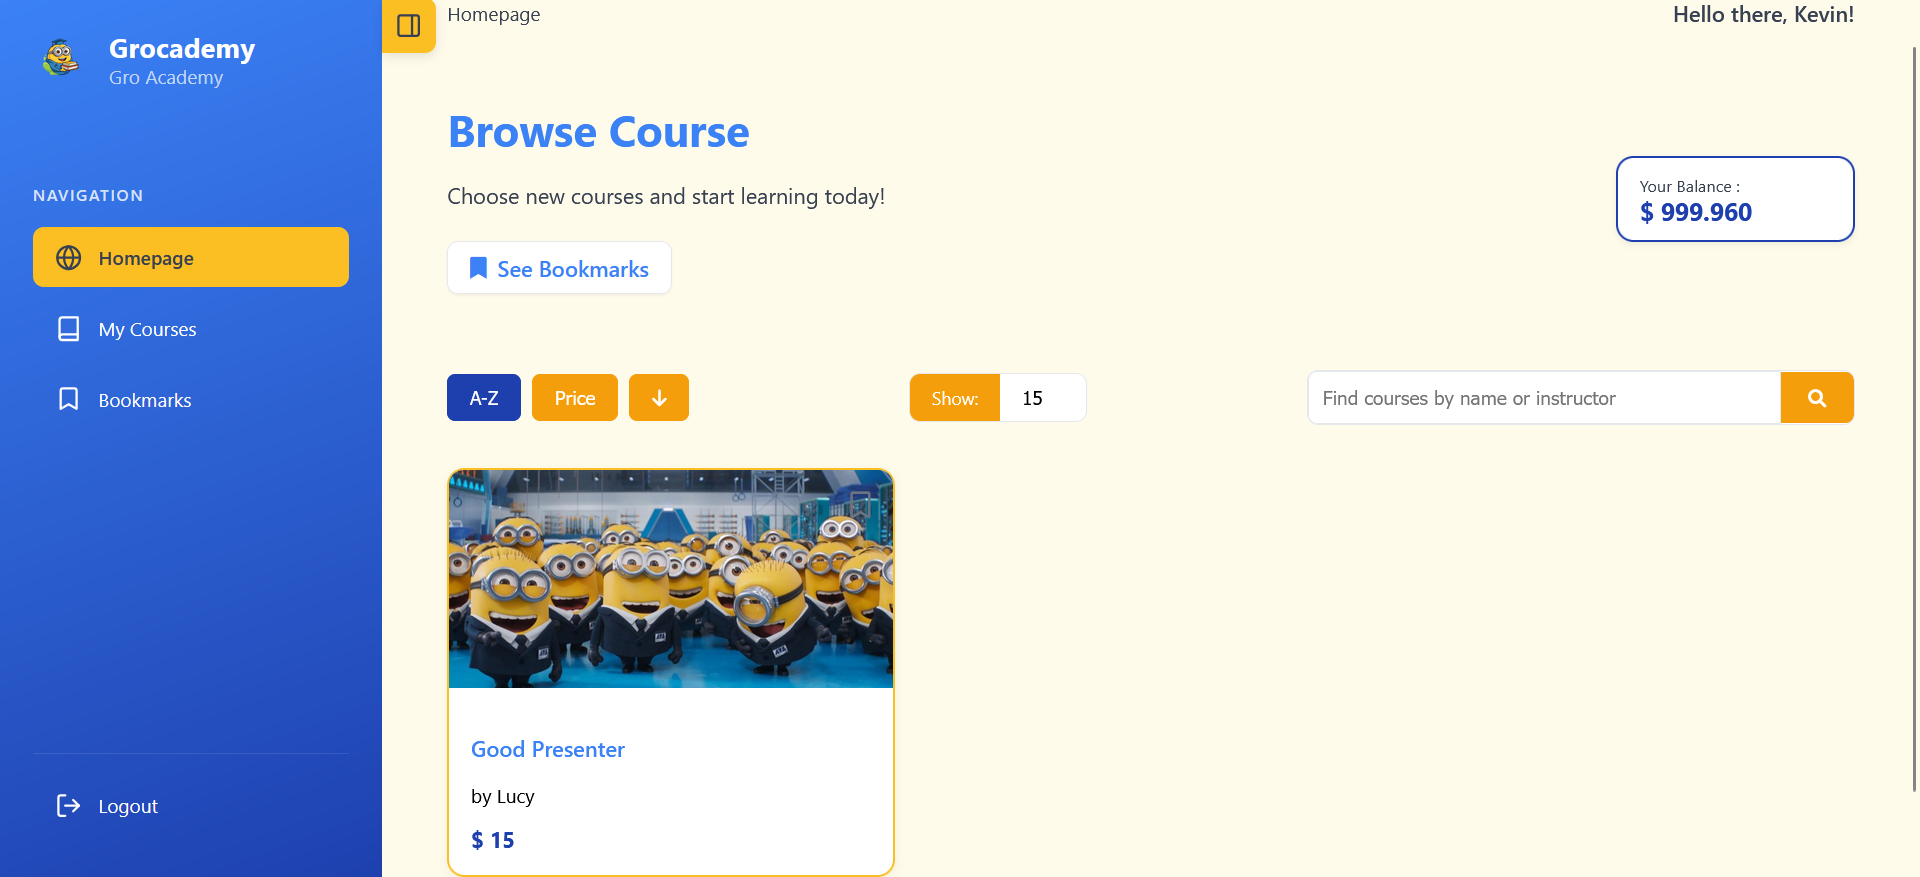 Grocademy
Gro Academy
NAVIGATION
Homepage
My Courses
Bookmarks
Logout
Homepage
Hello there, Kevin!
Browse Course
Choose new courses and start learning today!
See Bookmarks
Your Balance :
$ 999.960
A-Z
Price
Show:
15
Find courses by name or instructor
Good Presenter
by Lucy
$ 15